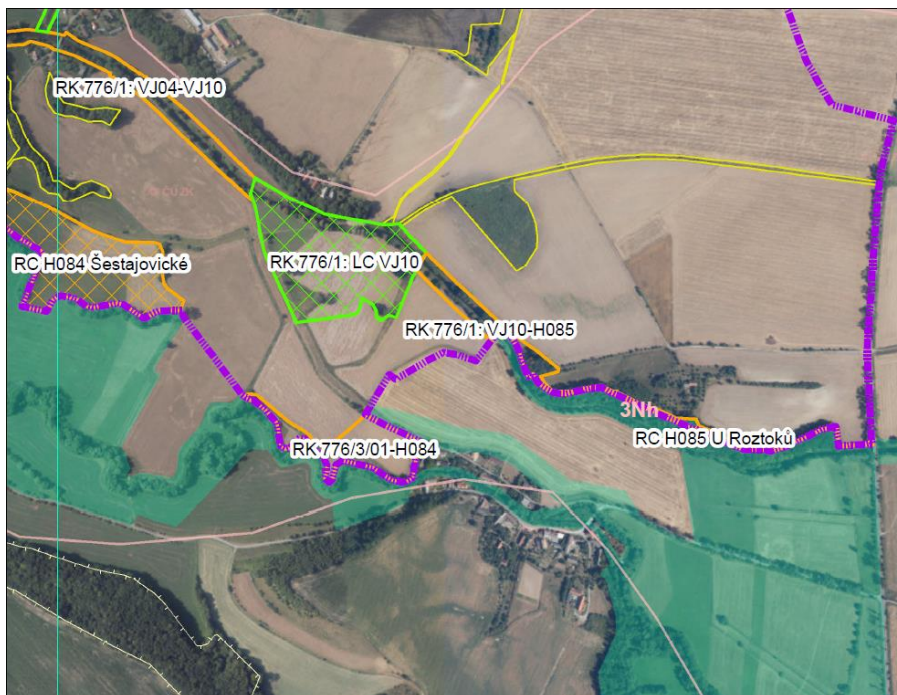 RK 776/1: VJ04-VJ10
© ČÚZK
RK 776/1: LC VJ10
RC H084 Šestajovické
RK 776/1: VJ10-H085
3Nh
RC H085 U Roztoků
RK 776/3/01-H084